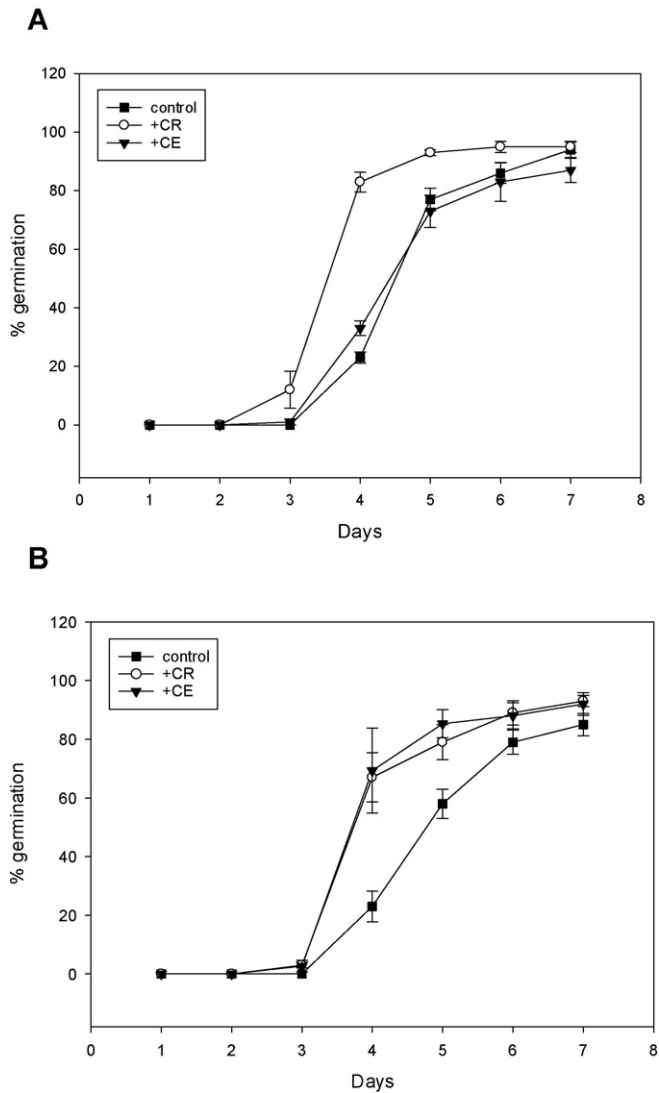 A
120
100
80
60
40
20
0
% germination
control
+CR
+CE
0 1 2 3 4 5 6 7 8
Days
B
120
100
80
60
40
20
0
% germination
control
+CR
+CE
0 1 2 3 4 5 6 7 8
Days